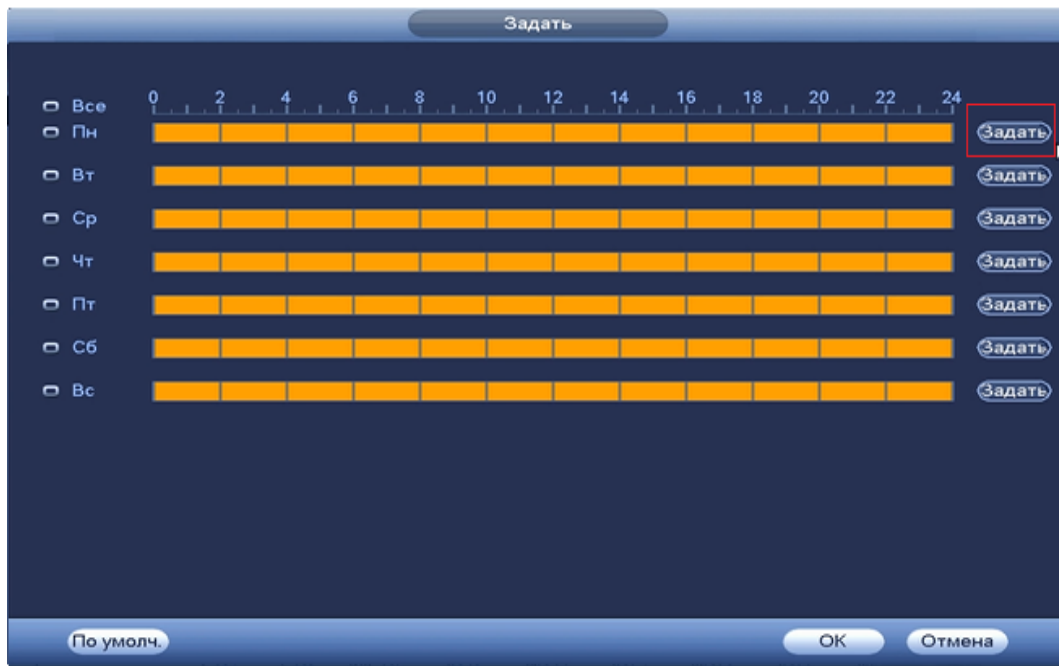 Задать
Все 0 2 4 6 8 10 12 14 16 18 20 22 24
Пн Задать
Вт Задать
Ср Задать
Чт Задать
Пт Задать
Сб Задать
Вс Задать
По умолч. OK Отмена